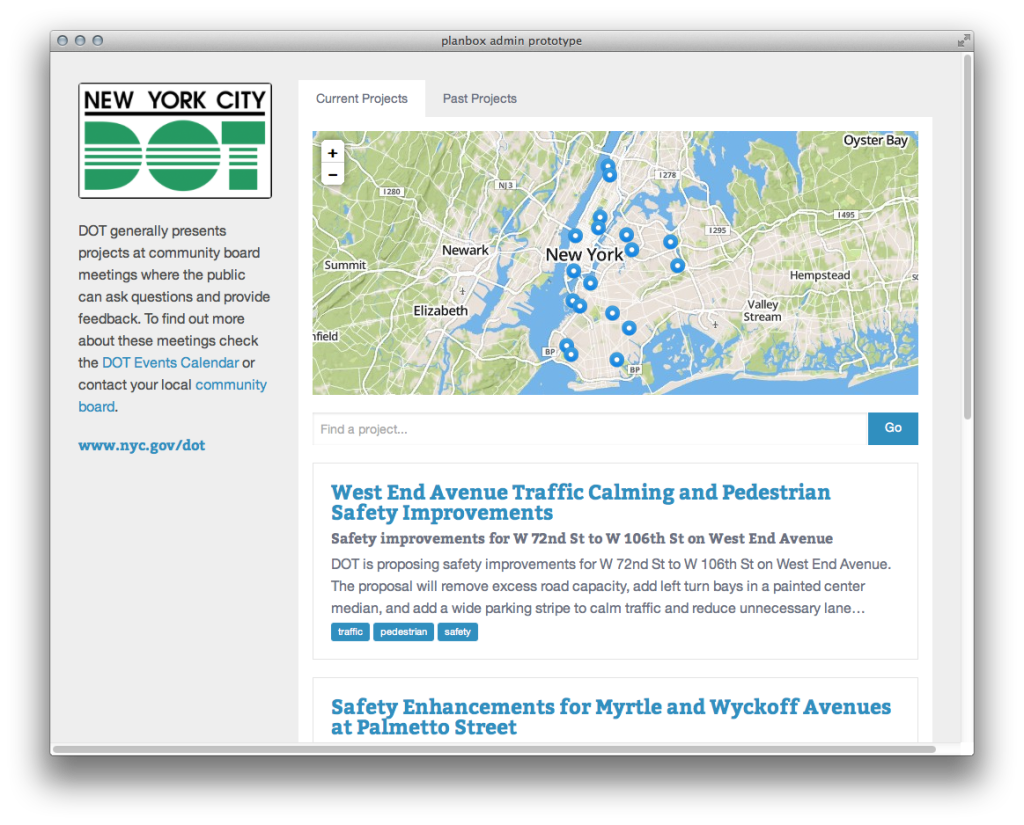 planbox admin prototype
NEW YORK CITY
DOT
DOT generally presents
projects at community board
meetings where the public
can ask questions and provide
feedback. To find out more
about these meetings check
the DOT Events Calendar or
contact your local community
board.
www.nyc.gov/dot
Current Projects Past Projects
+
−
Oyster Bay
I 280
NJ 3
I 278
I 495
I 295
Newark
New York
Summit
Hempstead
Elizabeth
Valley
Stream
nfield
BP
BP
Find a project...
Go
West End Avenue Traffic Calming and Pedestrian
Safety Improvements
Safety improvements for W 72nd St to W 106th St on West End Avenue
DOT is proposing safety improvements for W 72nd St to W 106th St on West End Avenue.
The proposal will remove excess road capacity, add left turn bays in a painted center
median, and add a wide parking stripe to calm traffic and reduce unnecessary lane…
traffic pedestrian safety
Safety Enhancements for Myrtle and Wyckoff Avenues
at Palmetto Street